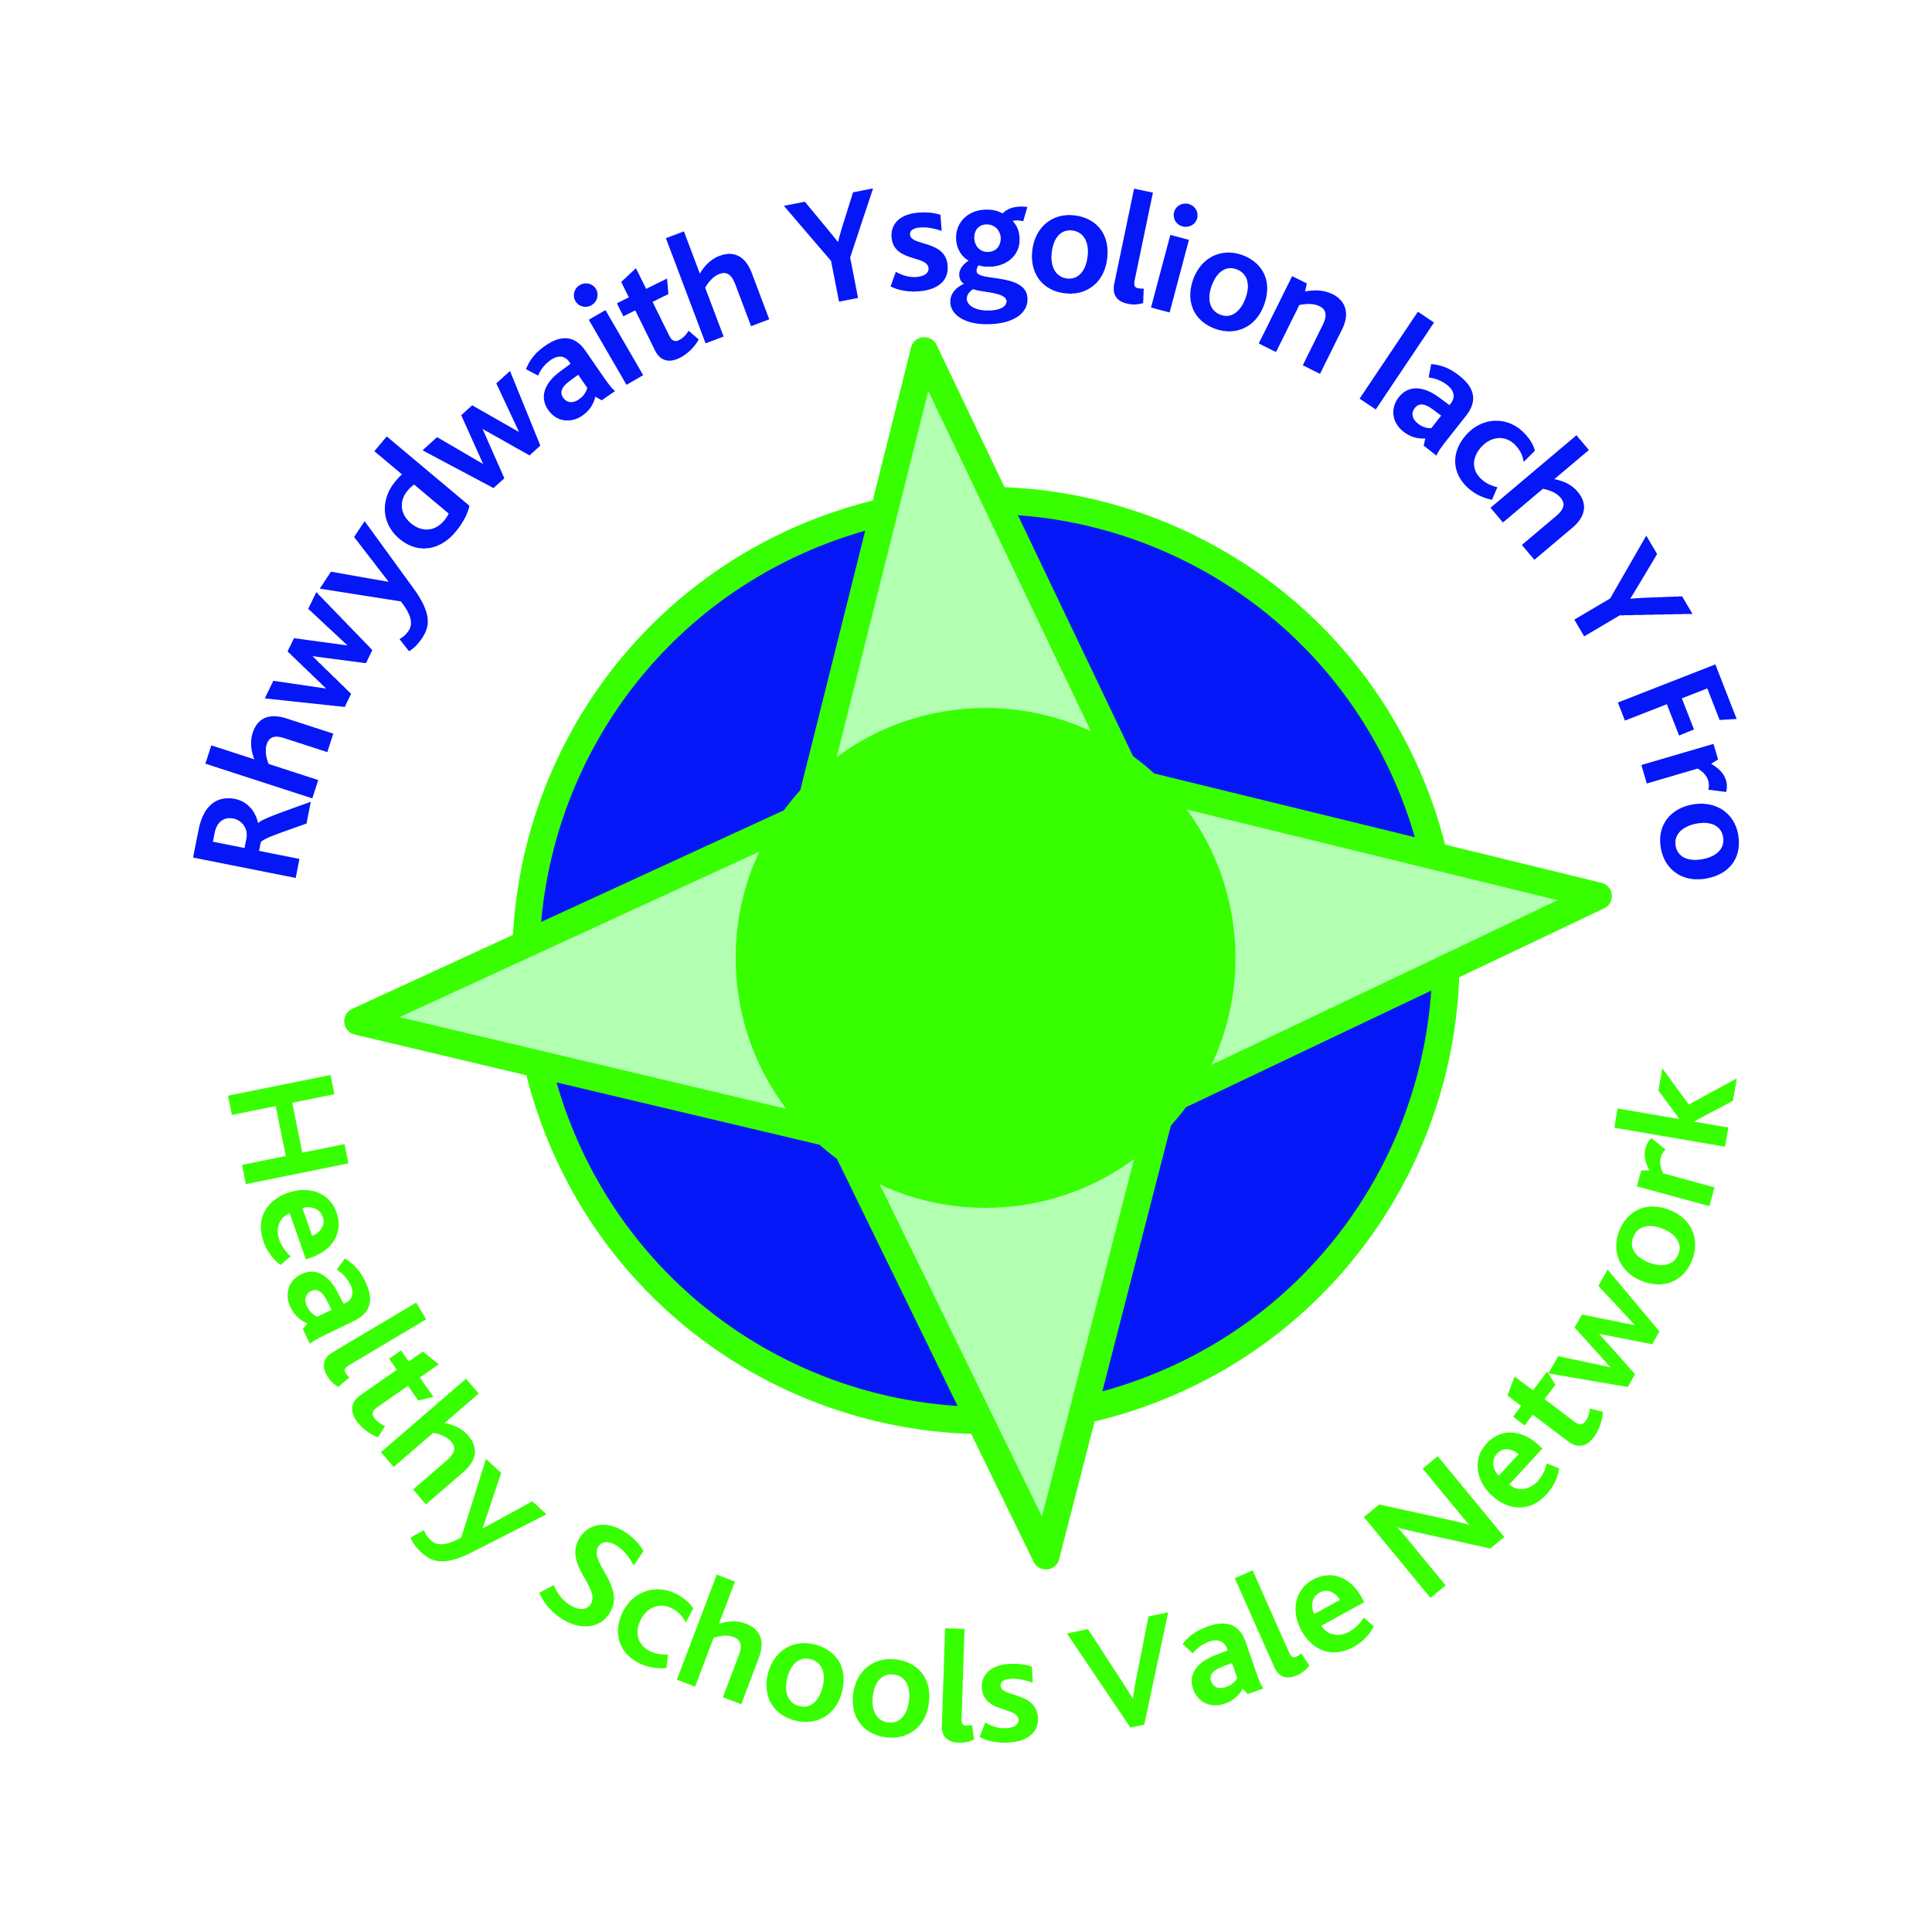 Rhwydwaith Ysgolion Iach Y Fro
Healthy Schools Vale Network